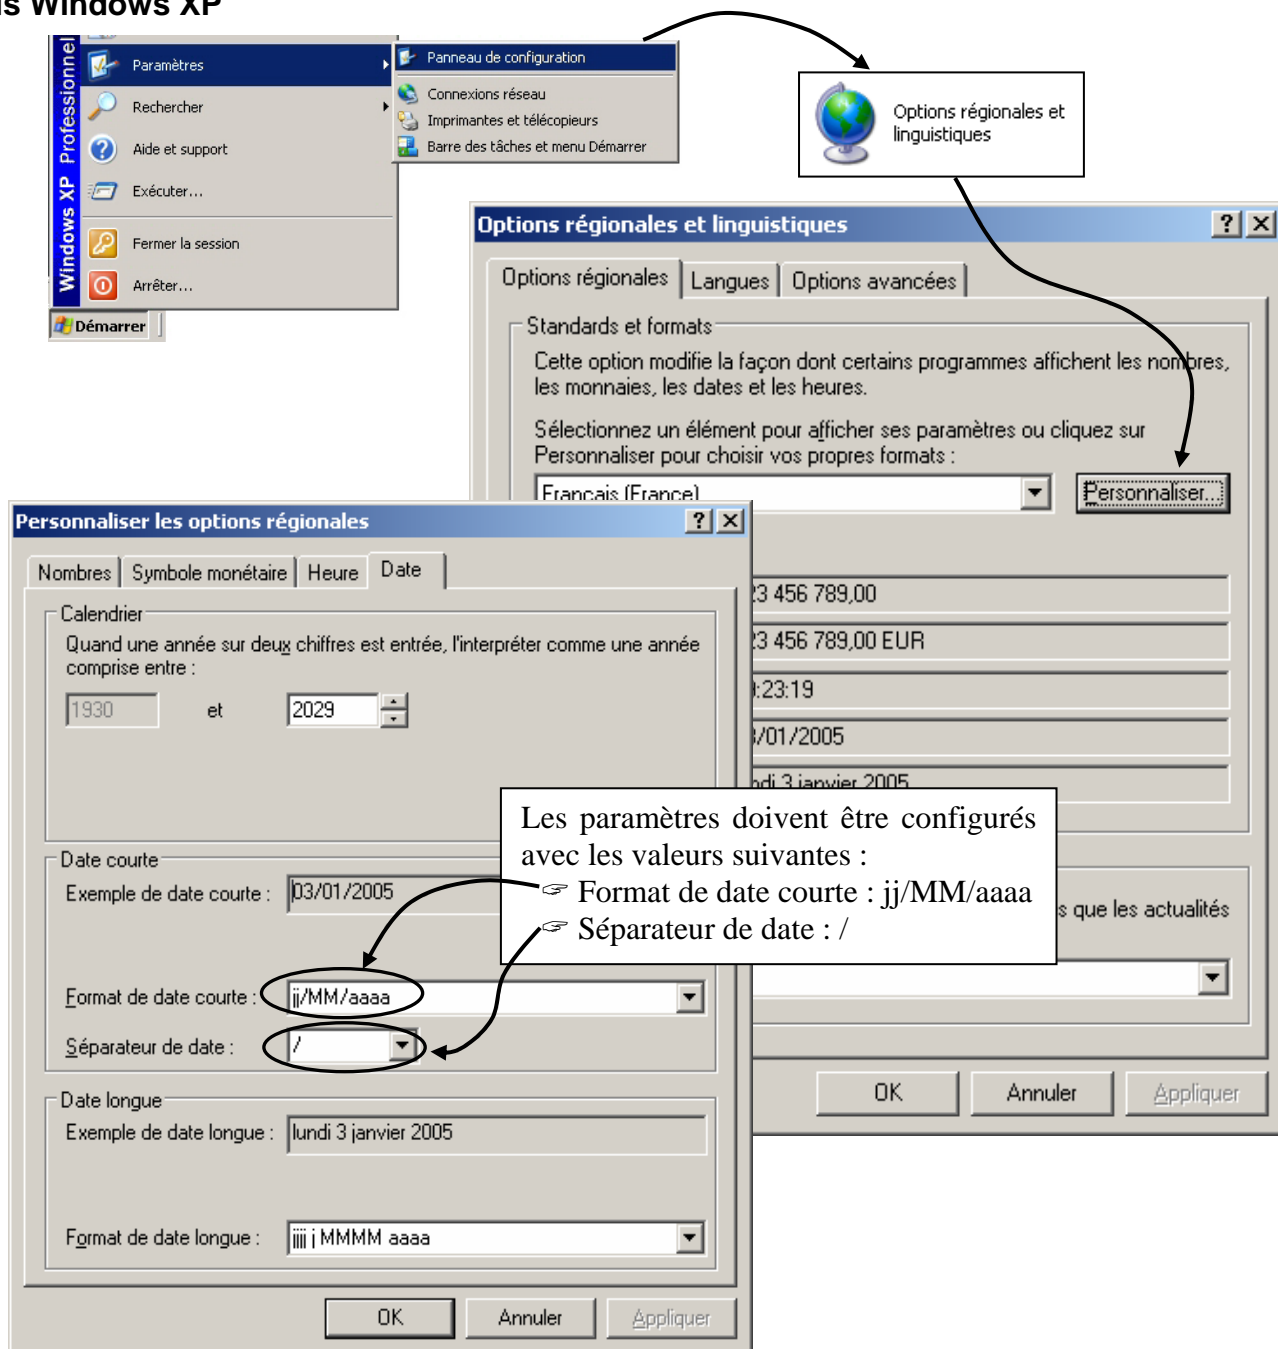 s Windows XP
Windows XP Professionnel
Paramètres
Rechercher
Aide et support
Exécuter...
Fermer la session
Arrêter...
Démarrer
Panneau de configuration
Connexions réseau
Imprimantes et télécopieurs
Barre des tâches et menu Démarrer
Options régionales et
linguistiques
Options régionales et linguistiques
Options régionales Langues Options avancées
Standards et formats
Cette option modifie la façon dont certains programmes affichent les nombres,
les monnaies, les dates et les heures.
Sélectionnez un élément pour afficher ses paramètres ou cliquez sur
Personnaliser pour choisir vos propres formats :
Français (France)
Personnaliser...
23 456 789,00
23 456 789,00 EUR
:23:19
/01/2005
ndi 3 janvier 2005
s que les actualités
OK Annuler Appliquer
Personnaliser les options régionales
Nombres Symbole monétaire Heure Date
Calendrier
Quand une année sur deux chiffres est entrée, l'interpréter comme une année
comprise entre :
1930 et 2029
Date courte
Exemple de date courte : 03/01/2005
Format de date courte : jj/MM/aaaa
Séparateur de date : /
Date longue
Exemple de date longue : lundi 3 janvier 2005
Format de date longue : jjjj j MMMM aaaa
OK Annuler Appliquer
Les paramètres doivent être configurés
avec les valeurs suivantes :
☞ Format de date courte : jj/MM/aaaa
☞ Séparateur de date : /